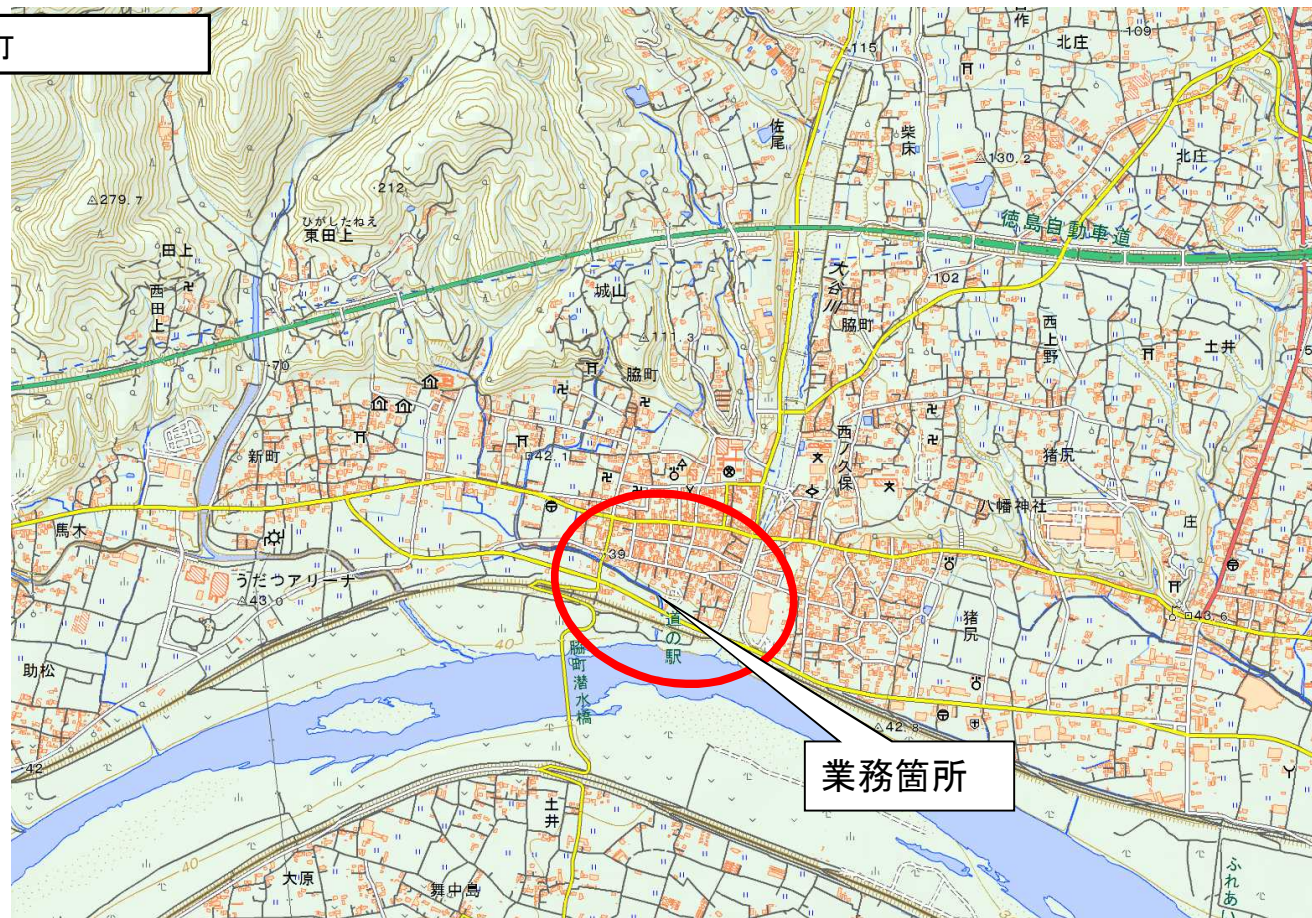 町
合作
北庄
109
115
佐尾
柴床
130.2
北庄
279.7
212
ひがしたねえ
東田上
田上
西田上
徳島自動車道
大谷川
102
城山
脇町
111.3
脇町
西上野
土井
70
新町
42.1
西ノ久保
猪尻
八幡神社
庄
馬木
39
うだつアリーナ
43.0
道の駅
猪尻
43.6
助松
40
脇町潜水橋
42.8
業務箇所
42
土井
40
大原
舞中島
ふれあ